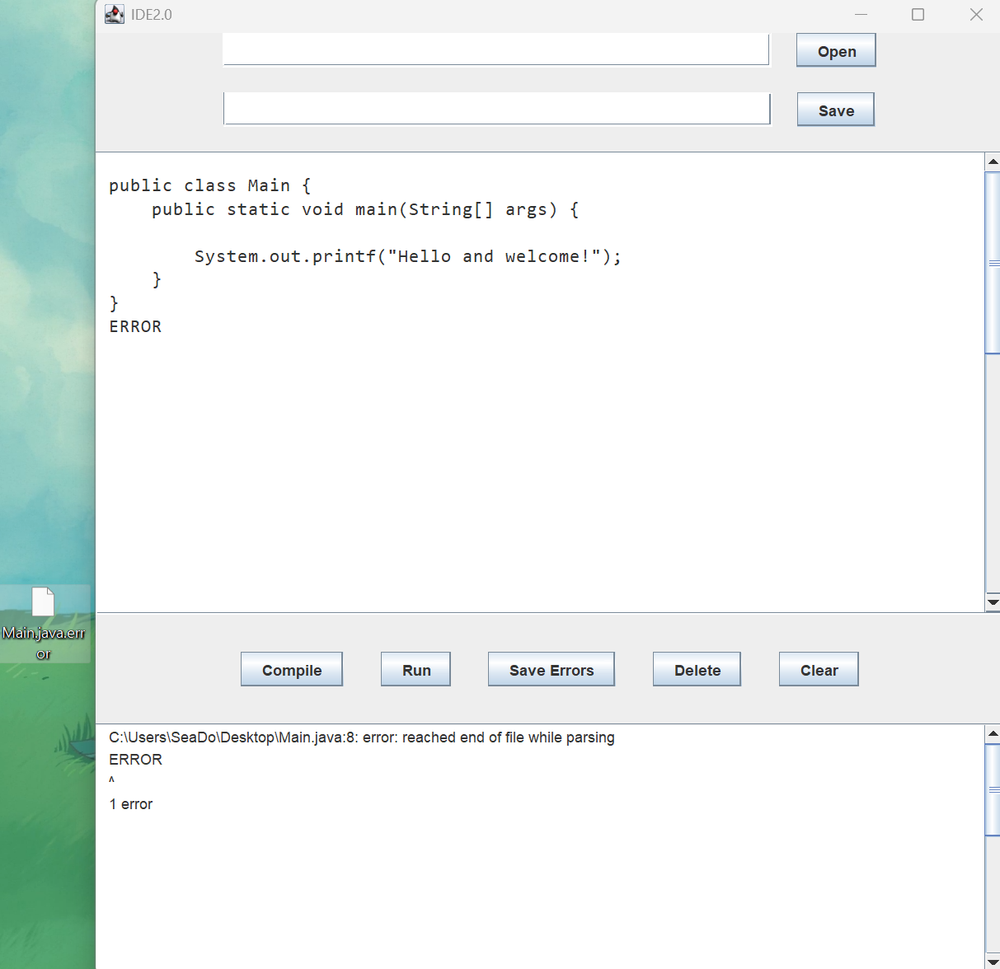 IDE2.0
Open
Save
public class Main {
    public static void main(String[] args) {
        System.out.printf("Hello and welcome!");
    }
}
ERROR
Main.java.err
or
Compile Run Save Errors Delete Clear
C:\Users\SeaDo\Desktop\Main.java:8: error: reached end of file while parsing
ERROR
^
1 error